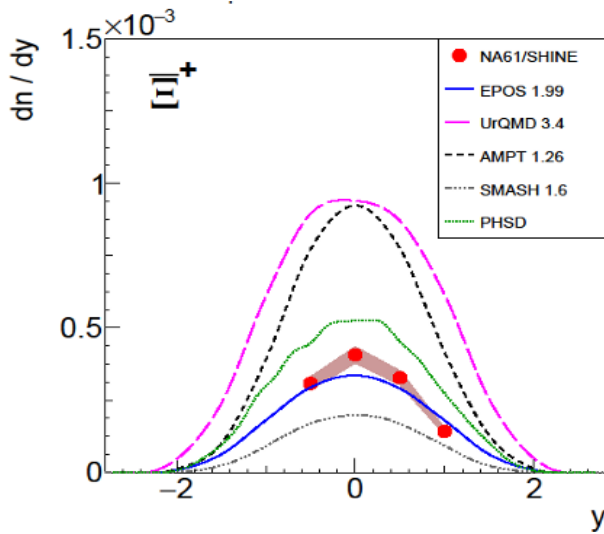 1.5×10⁻³
dn / dy
Ξ̅⁺
NA61/SHINE
EPOS 1.99
UrQMD 3.4
AMPT 1.26
SMASH 1.6
PHSD
1
0.5
0
−2
0
2
y